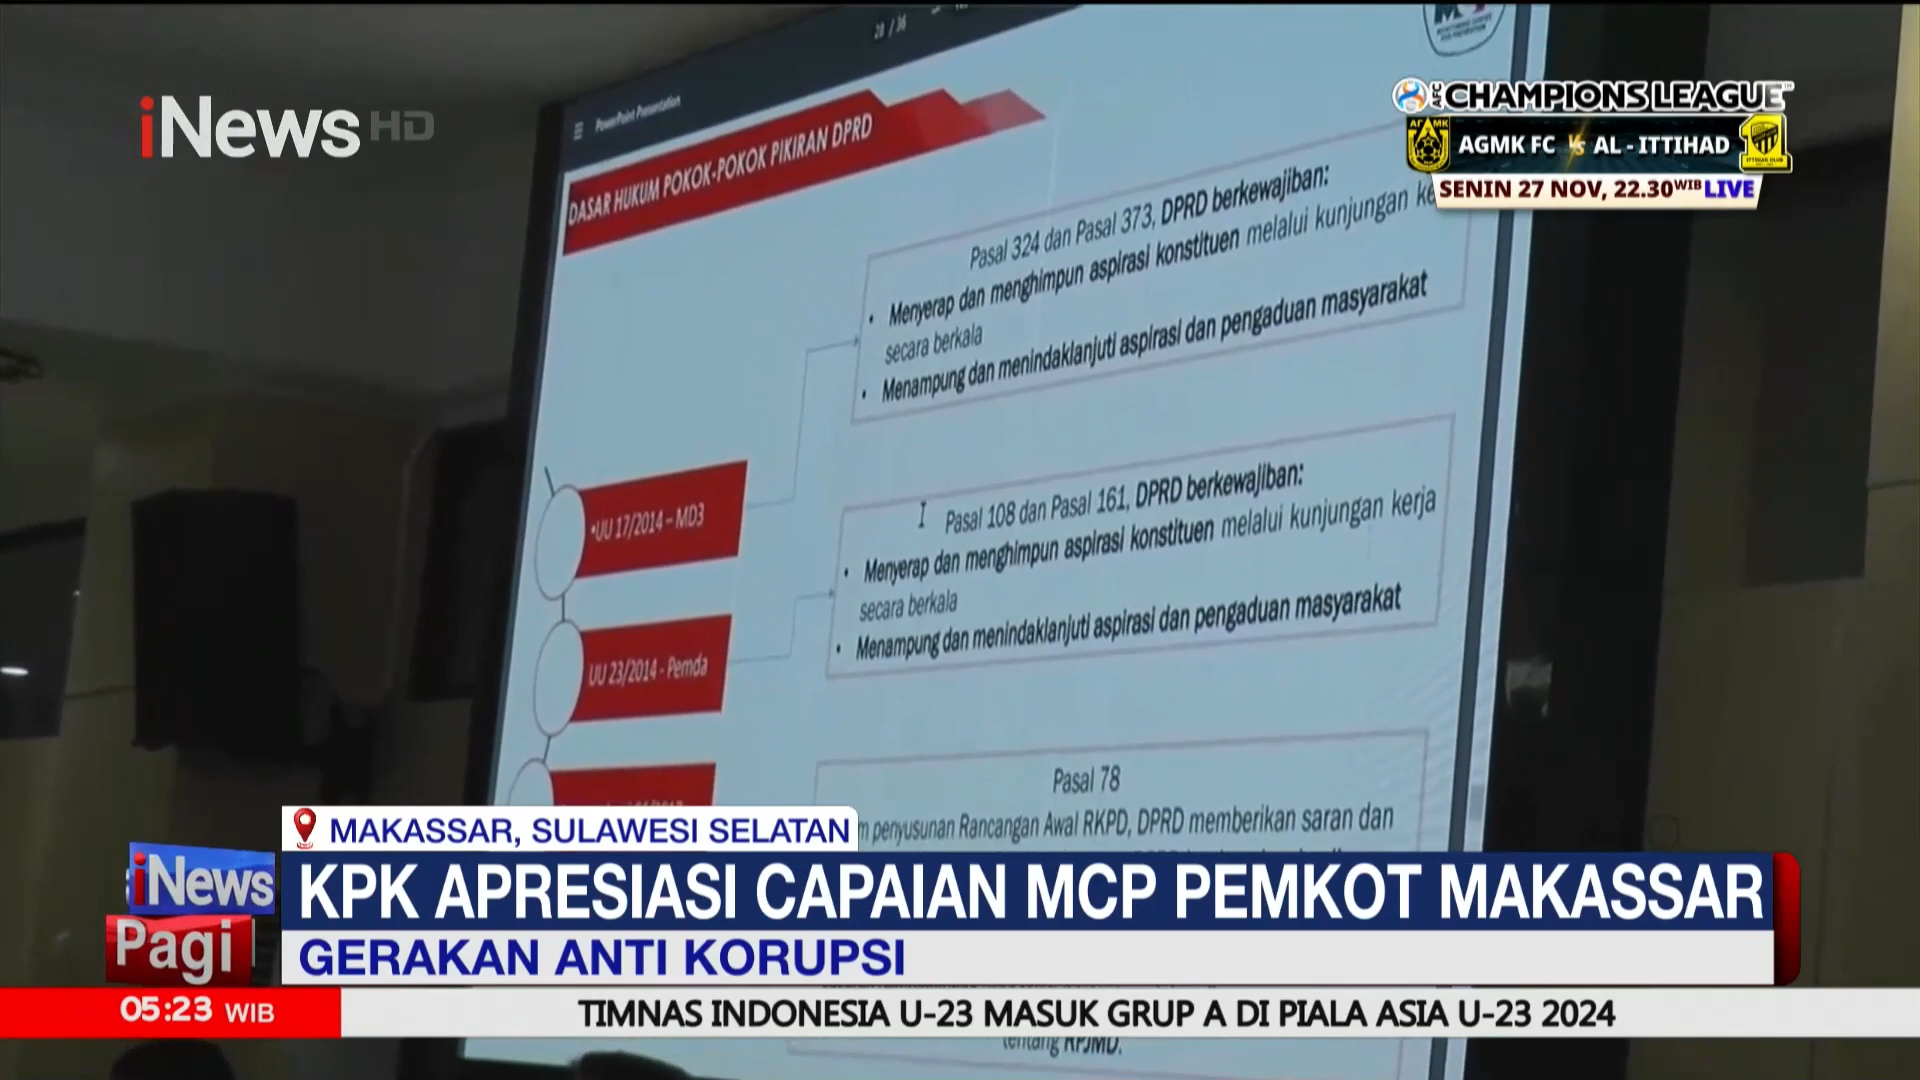 28 / 36
PowerPoint Presentation
iNews HD
AFC CHAMPIONS LEAGUE
AGMK FC VS AL - ITTIHAD
SENIN 27 NOV, 22.30 WIB LIVE
DASAR HUKUM POKOK-POKOK PIKIRAN DPRD
Pasal 324 dan Pasal 373, DPRD berkewajiban:
• Menyerap dan menghimpun aspirasi konstituen melalui kunjungan ke
secara berkala
• Menampung dan menindaklanjuti aspirasi dan pengaduan masyarakat
•UU 17/2014 – MD3
Pasal 108 dan Pasal 161, DPRD berkewajiban:
• Menyerap dan menghimpun aspirasi konstituen melalui kunjungan kerja
secara berkala
• Menampung dan menindaklanjuti aspirasi dan pengaduan masyarakat
UU 23/2014 - Pemda
Pasal 78
penyusunan Rancangan Awal RKPD, DPRD memberikan saran dan
MAKASSAR, SULAWESI SELATAN
iNews
Pagi
KPK APRESIASI CAPAIAN MCP PEMKOT MAKASSAR
GERAKAN ANTI KORUPSI
05:23 WIB
TIMNAS INDONESIA U-23 MASUK GRUP A DI PIALA ASIA U-23 2024
tentang RPJMD.